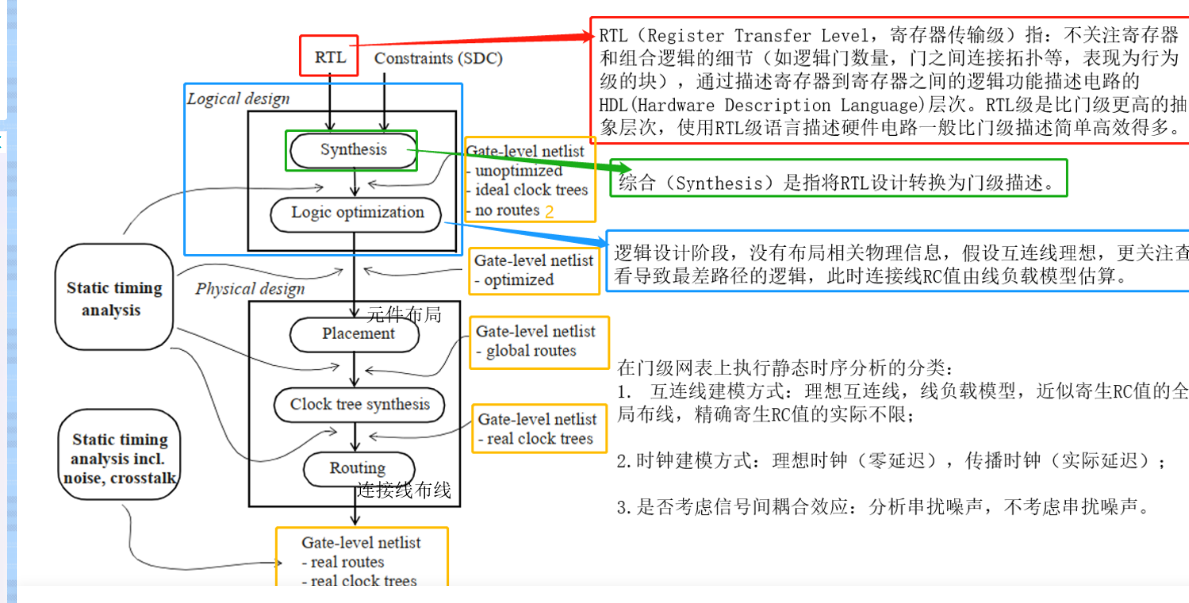 RTL
Constraints (SDC)
Logical design
Synthesis
Gate-level netlist
- unoptimized
- ideal clock trees
- no routes 2
Logic optimization
Gate-level netlist
- optimized
Static timing
analysis
Physical design
元件布局
Placement
Gate-level netlist
- global routes
Clock tree synthesis
Gate-level netlist
- real clock trees
Static timing
analysis incl.
noise, crosstalk
Routing
连接线布线
Gate-level netlist
- real routes
- real clock trees
RTL（Register Transfer Level，寄存器传输级）指：不关注寄存器
和组合逻辑的细节（如逻辑门数量，门之间连接拓扑等，表现为行为
级的块），通过描述寄存器到寄存器之间的逻辑功能描述电路的
HDL(Hardware Description Language)层次。RTL级是比门级更高的抽
象层次，使用RTL级语言描述硬件电路一般比门级描述简单高效得多。
综合（Synthesis）是指将RTL设计转换为门级描述。
逻辑设计阶段，没有布局相关物理信息，假设互连线理想，更关注查
看导致最差路径的逻辑，此时连接线RC值由线负载模型估算。
在门级网表上执行静态时序分析的分类：
1. 互连线建模方式：理想互连线，线负载模型，近似寄生RC值的全
局布线，精确寄生RC值的实际不限；
2.时钟建模方式：理想时钟（零延迟），传播时钟（实际延迟）；
3.是否考虑信号间耦合效应：分析串扰噪声，不考虑串扰噪声。